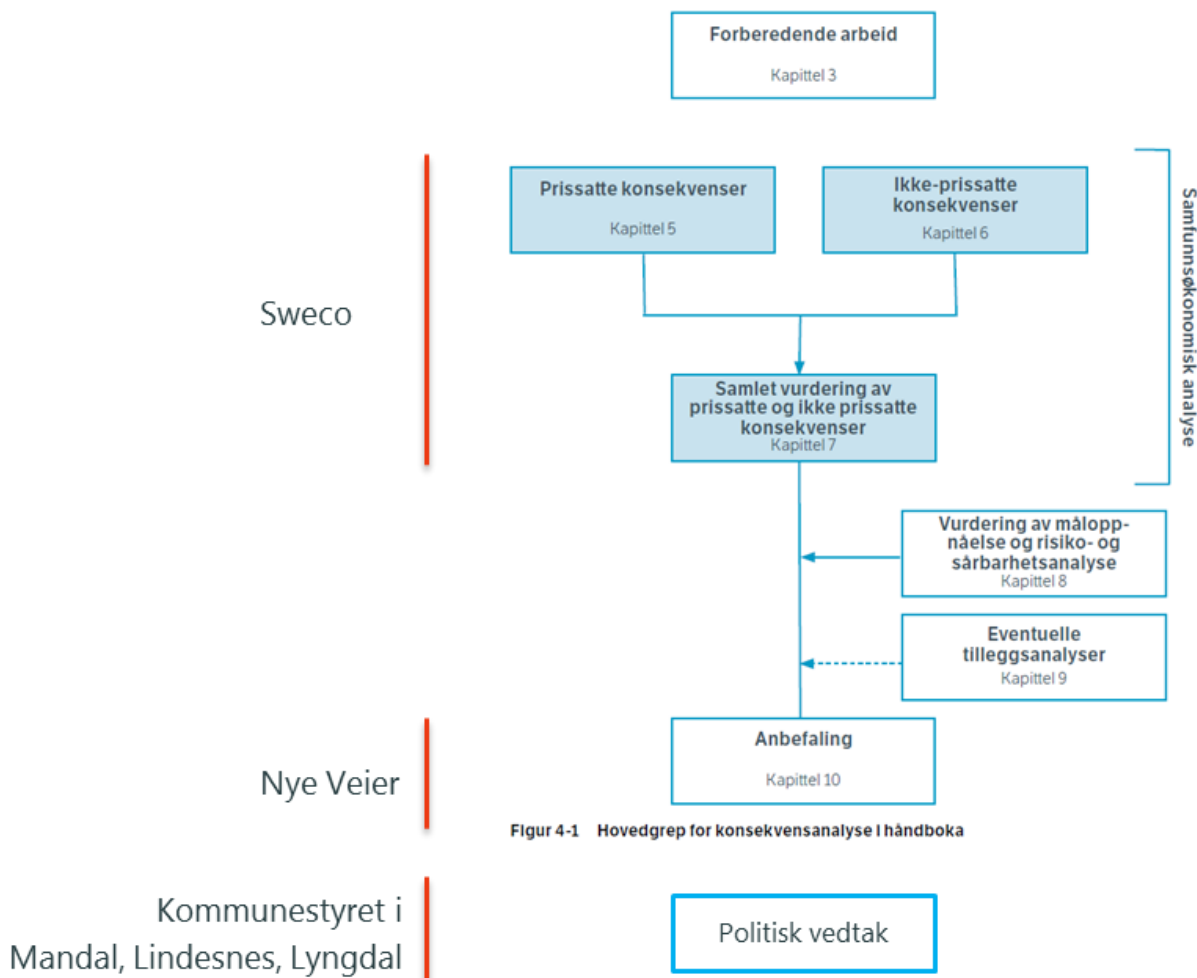 Forberedende arbeid
Kapittel 3
Prissatte konsekvenser
Kapittel 5
Ikke-prissatte
konsekvenser
Kapittel 6
Samfunnsøkonomisk analyse
Sweco
Samlet vurdering av
prissatte og ikke prissatte
konsekvenser
Kapittel 7
Vurdering av målopp-
nåelse og risiko- og
sårbarhetsanalyse
Kapittel 8
Eventuelle
tilleggsanalyser
Kapittel 9
Nye Veier
Anbefaling
Kapittel 10
Figur 4-1 Hovedgrep for konsekvensanalyse i håndboka
Kommunestyret i
Mandal, Lindesnes, Lyngdal
Politisk vedtak